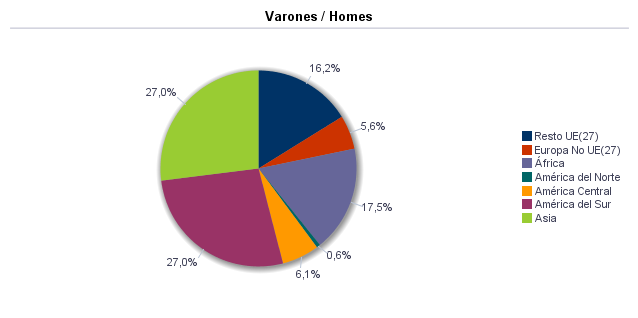 Varones / Homes
16,2%
27,0%
5,6%
17,5%
0,6%
6,1%
27,0%
Resto UE(27)
Europa No UE(27)
África
América del Norte
América Central
América del Sur
Asia